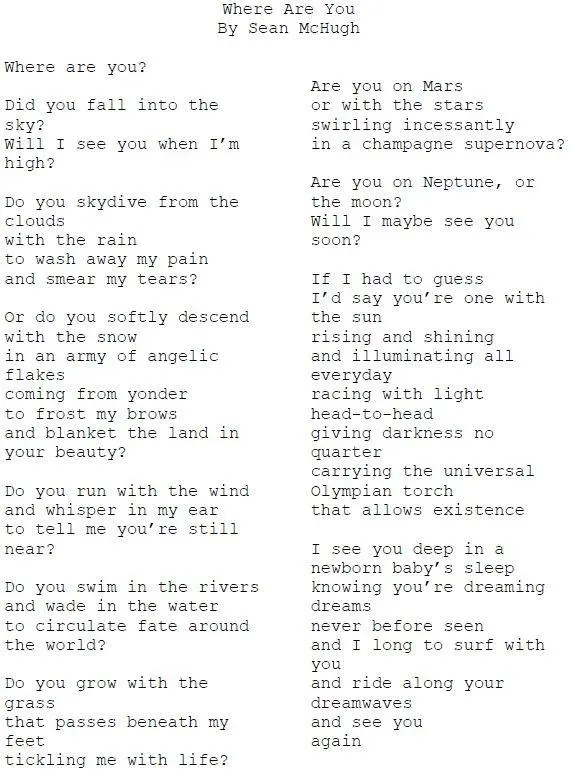 Where Are You
By Sean McHugh
Where are you?
Did you fall into the
sky?
Will I see you when I’m
high?
Do you skydive from the
clouds
with the rain
to wash away my pain
and smear my tears?
Or do you softly descend
with the snow
in an army of angelic
flakes
coming from yonder
to frost my brows
and blanket the land in
your beauty?
Do you run with the wind
and whisper in my ear
to tell me you’re still
near?
Do you swim in the rivers
and wade in the water
to circulate fate around
the world?
Do you grow with the
grass
that passes beneath my
feet
tickling me with life?
Are you on Mars
or with the stars
swirling incessantly
in a champagne supernova?
Are you on Neptune, or
the moon?
Will I maybe see you
soon?
If I had to guess
I’d say you’re one with
the sun
rising and shining
and illuminating all
everyday
racing with light
head-to-head
giving darkness no
quarter
carrying the universal
Olympian torch
that allows existence
I see you deep in a
newborn baby’s sleep
knowing you’re dreaming
dreams
never before seen
and I long to surf with
you
and ride along your
dreamwaves
and see you
again